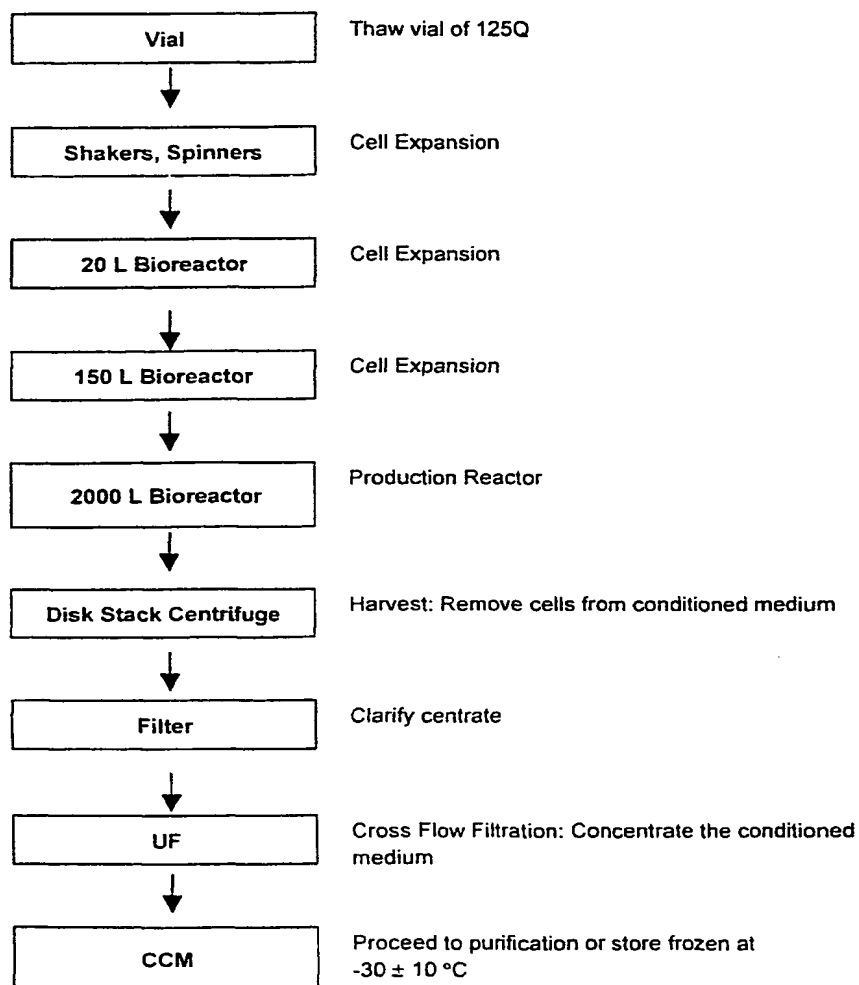 Vial
Thaw vial of 125Q
Shakers, Spinners
Cell Expansion
20 L Bioreactor
Cell Expansion
150 L Bioreactor
Cell Expansion
2000 L Bioreactor
Production Reactor
Disk Stack Centrifuge
Harvest: Remove cells from conditioned medium
Filter
Clarify centrate
UF
Cross Flow Filtration: Concentrate the conditioned
medium
CCM
Proceed to purification or store frozen at
-30 ± 10 ºC